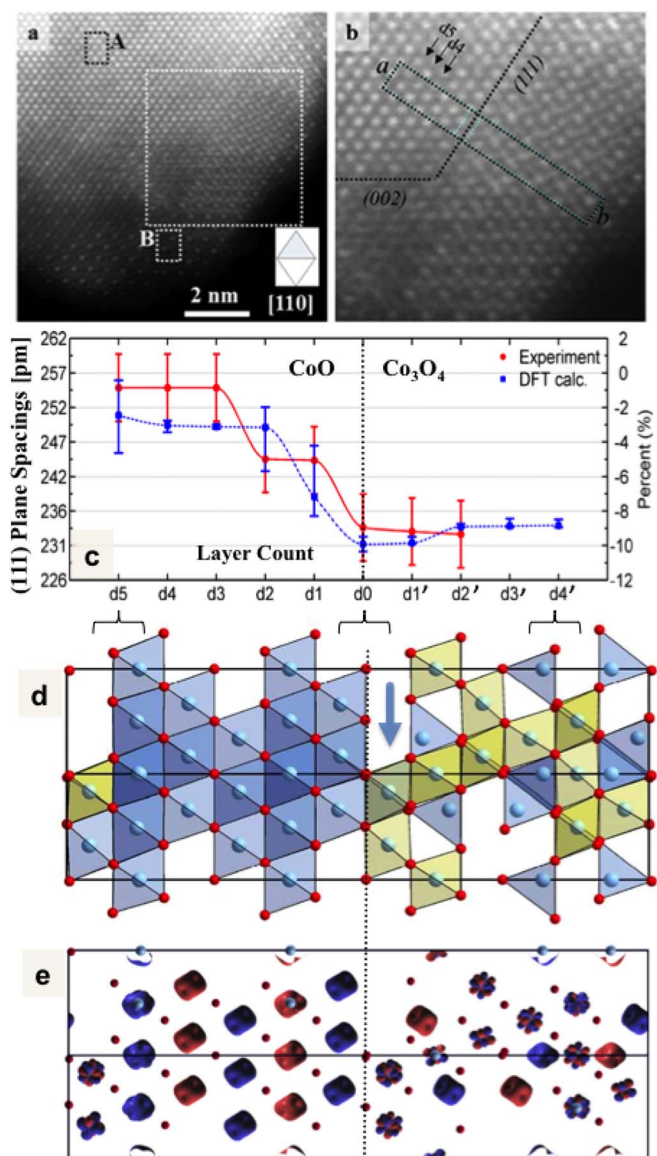 a
A
B
2 nm
[110]
b
d5
d4
a
(111)
b
(002)
(111) Plane Spacings [pm]
262
257
252
247
242
236
231
226
CoO
Co₃O₄
Experiment
DFT calc.
2
0
-2
-4
-6
-8
-10
-12
Percent (%)
c
Layer Count
d5 d4 d3 d2 d1 d0 d1′ d2′ d3′ d4′
d
e